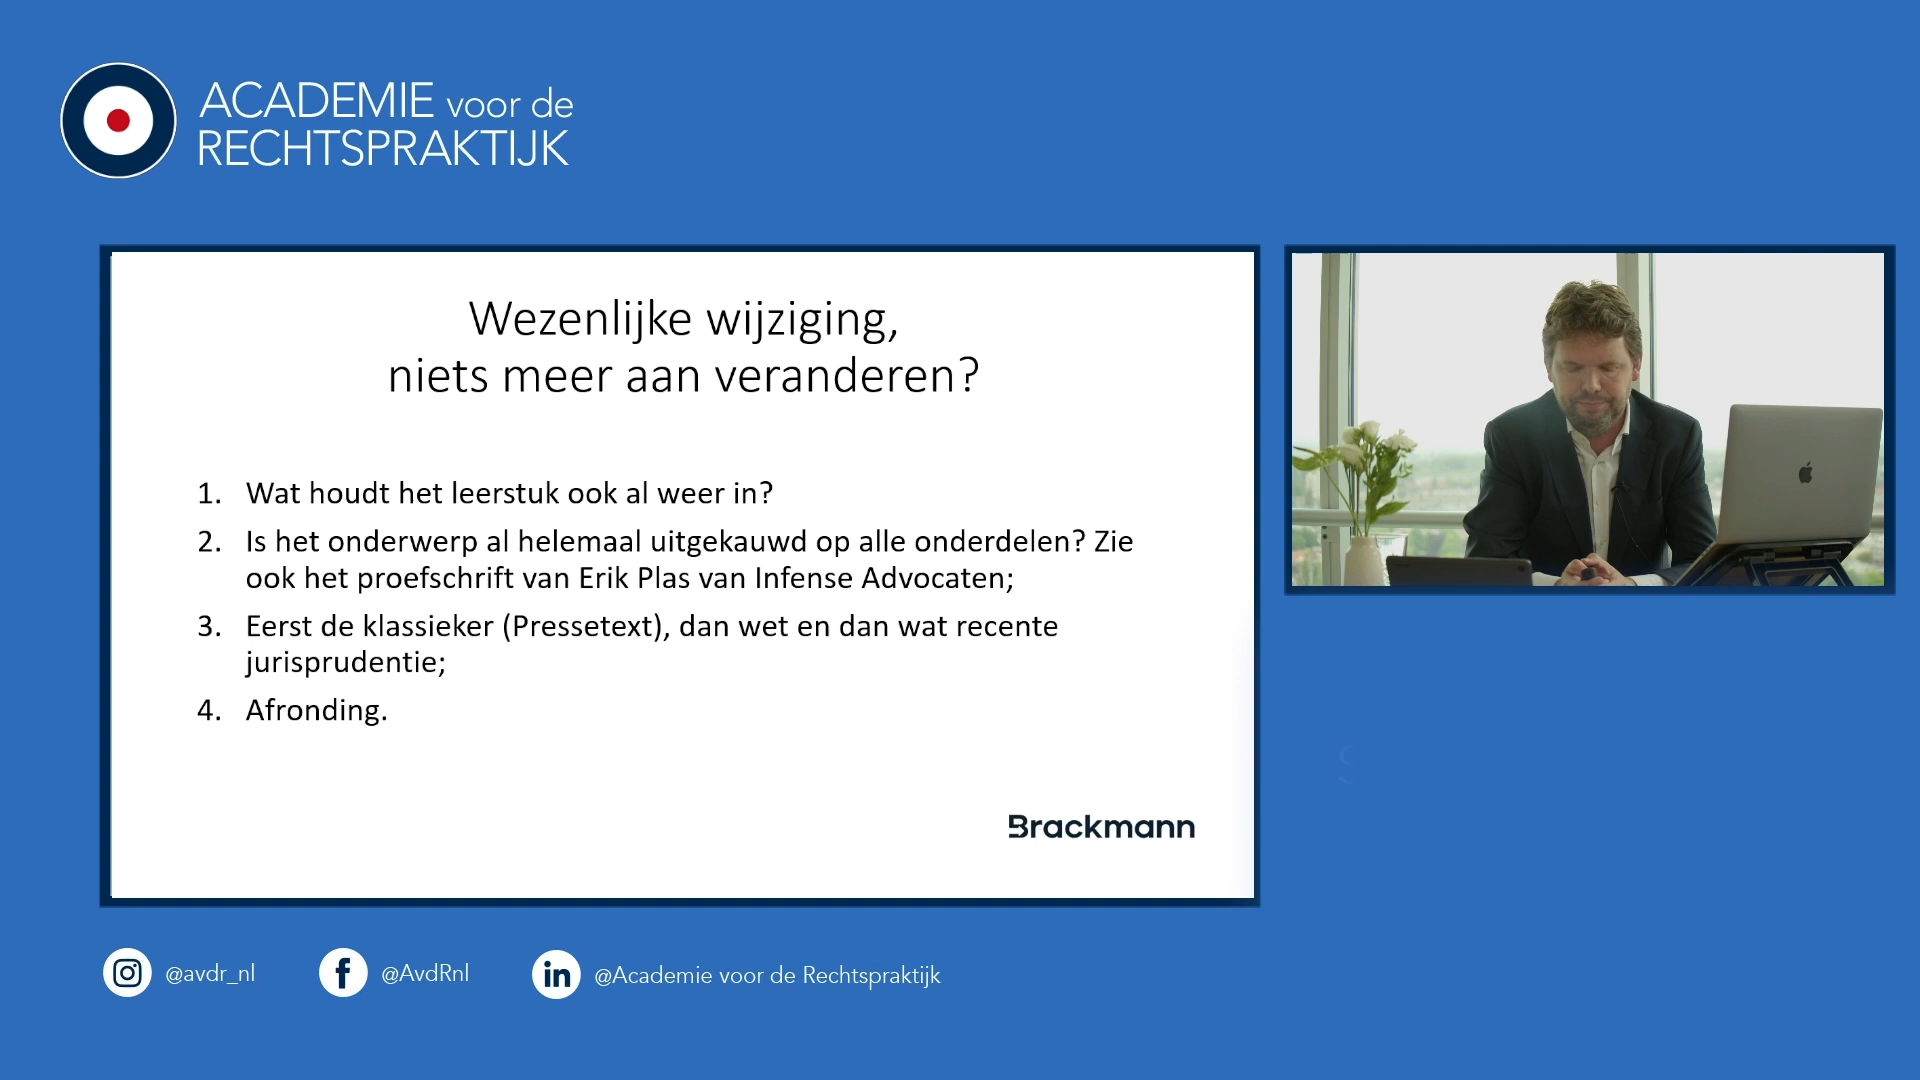 ACADEMIE voor de
RECHTSPRAKTIJK
Wezenlijke wijziging,
niets meer aan veranderen?
1. Wat houdt het leerstuk ook al weer in?
2. Is het onderwerp al helemaal uitgekauwd op alle onderdelen? Zie
ook het proefschrift van Erik Plas van Infense Advocaten;
3. Eerst de klassieker (Pressetext), dan wet en dan wat recente
jurisprudentie;
4. Afronding.
Brackmann
@avdr_nl
@AvdRnl
in @Academie voor de Rechtspraktijk